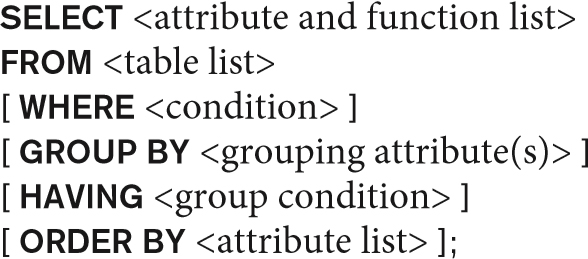 SELECT <attribute and function list>
FROM <table list>
[ WHERE <condition> ]
[ GROUP BY <grouping attribute(s)> ]
[ HAVING <group condition> ]
[ ORDER BY <attribute list> ];